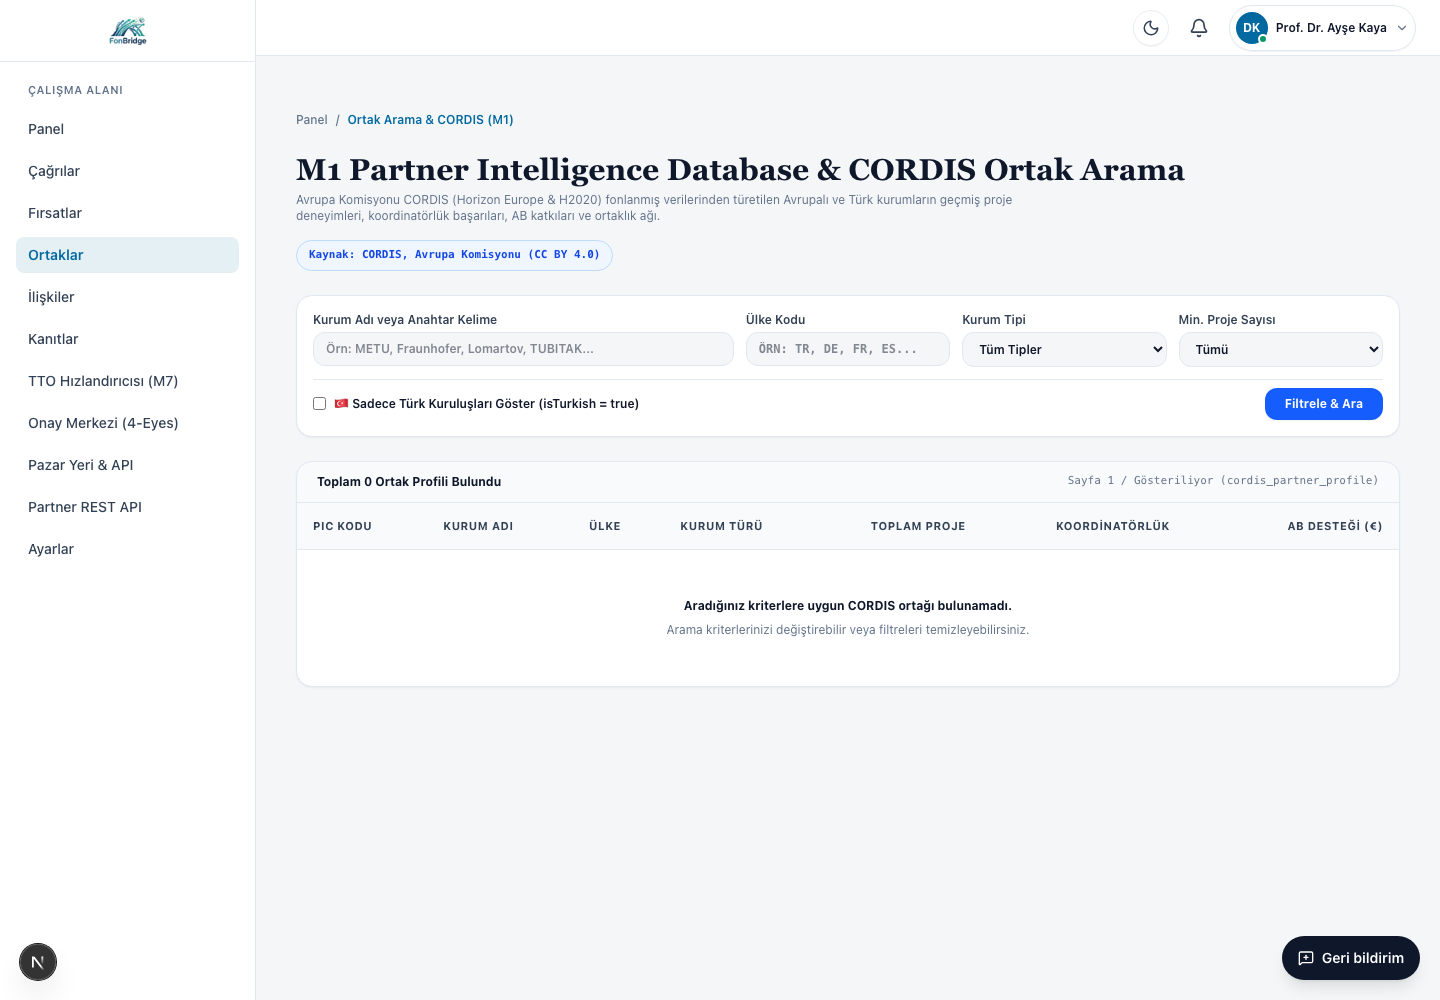 FonBridge
DK
Prof. Dr. Ayşe Kaya
ÇALIŞMA ALANI
Panel
Çağrılar
Fırsatlar
Ortaklar
İlişkiler
Kanıtlar
TTO Hızlandırıcısı (M7)
Onay Merkezi (4-Eyes)
Pazar Yeri & API
Partner REST API
Ayarlar
Panel / Ortak Arama & CORDIS (M1)
M1 Partner Intelligence Database & CORDIS Ortak Arama
Avrupa Komisyonu CORDIS (Horizon Europe & H2020) fonlanmış verilerinden türetilen Avrupalı ve Türk kurumların geçmiş proje
deneyimleri, koordinatörlük başarıları, AB katkıları ve ortaklık ağı.
Kaynak: CORDIS, Avrupa Komisyonu (CC BY 4.0)
Kurum Adı veya Anahtar Kelime
Örn: METU, Fraunhofer, Lomartov, TUBITAK...
Ülke Kodu
ÖRN: TR, DE, FR, ES...
Kurum Tipi
Tüm Tipler
Min. Proje Sayısı
Tümü
Sadece Türk Kuruluşları Göster (isTurkish = true)
Filtrele & Ara
Toplam 0 Ortak Profili Bulundu
Sayfa 1 / Gösteriliyor (cordis_partner_profile)
PIC KODU KURUM ADI ÜLKE KURUM TÜRÜ TOPLAM PROJE KOORDİNATÖRLÜK AB DESTEĞİ (€)
Aradığınız kriterlere uygun CORDIS ortağı bulunamadı.
Arama kriterlerinizi değiştirebilir veya filtreleri temizleyebilirsiniz.
N
Geri bildirim